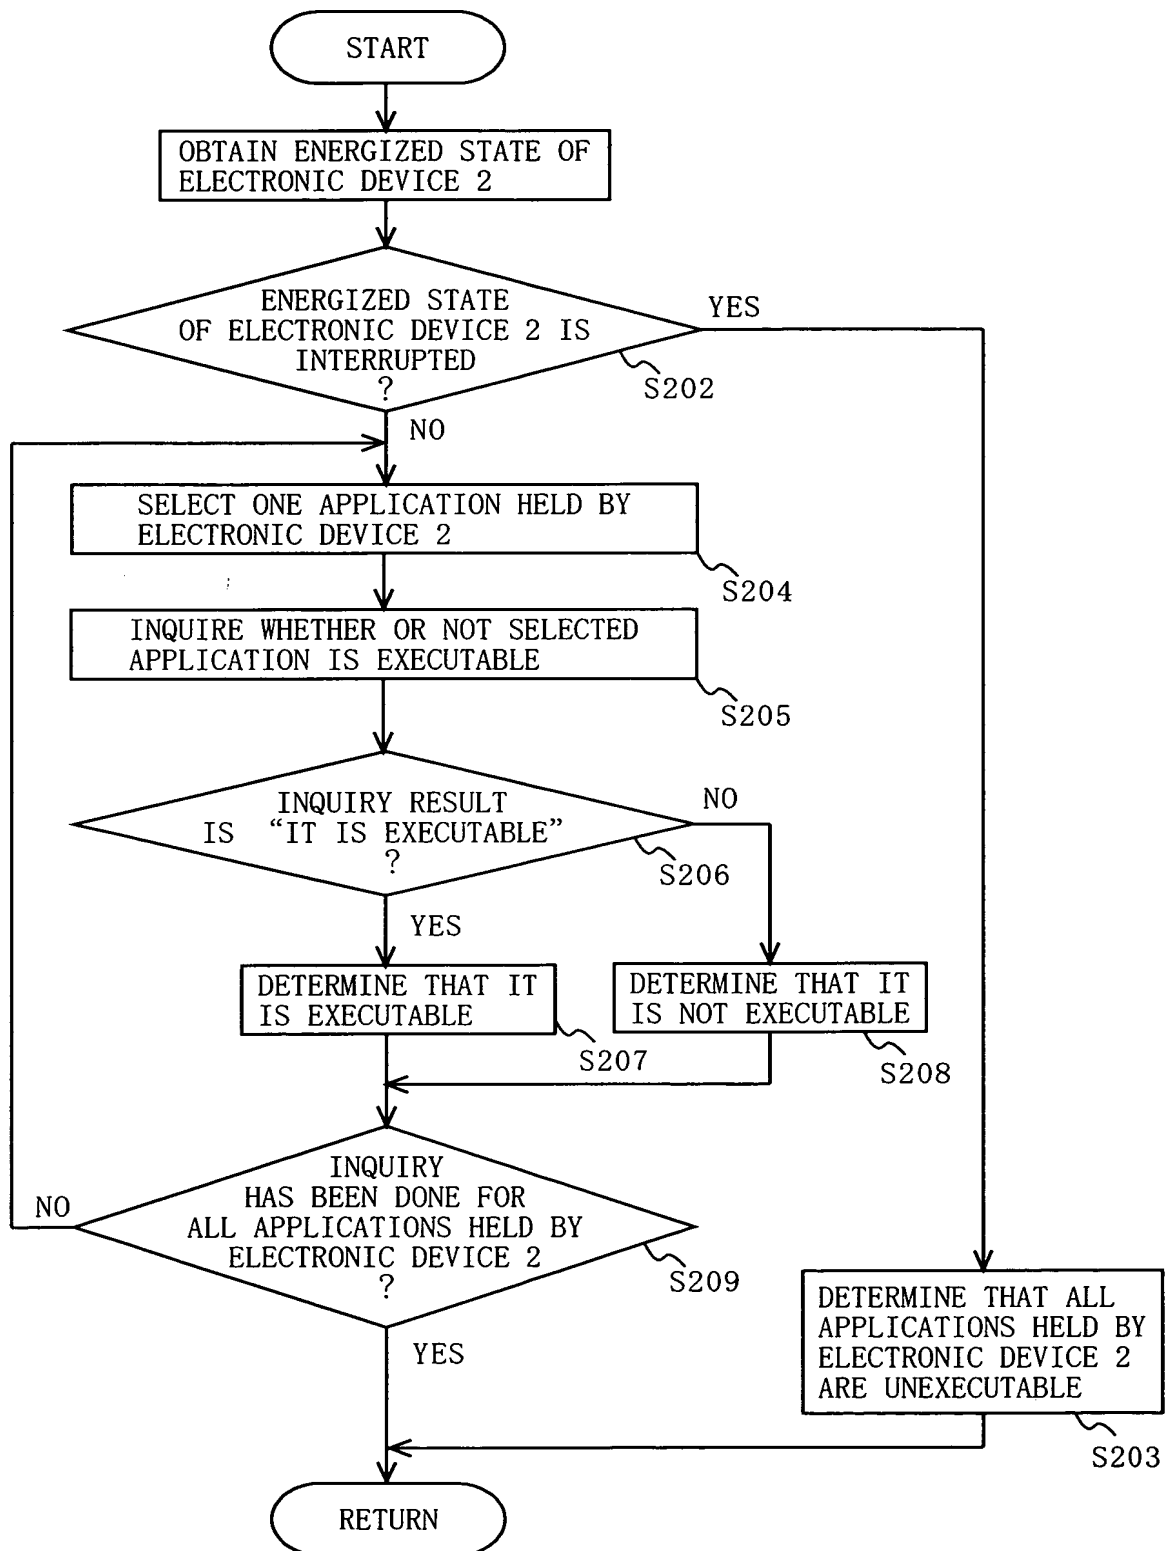 START
OBTAIN ENERGIZED STATE OF
ELECTRONIC DEVICE 2
ENERGIZED STATE
OF ELECTRONIC DEVICE 2 IS
INTERRUPTED
?
YES
S202
NO
SELECT ONE APPLICATION HELD BY
ELECTRONIC DEVICE 2
S204
INQUIRE WHETHER OR NOT SELECTED
APPLICATION IS EXECUTABLE
S205
INQUIRY RESULT
IS “IT IS EXECUTABLE”
?
NO
S206
YES
DETERMINE THAT IT
IS EXECUTABLE
S207
DETERMINE THAT IT
IS NOT EXECUTABLE
S208
INQUIRY
HAS BEEN DONE FOR
ALL APPLICATIONS HELD BY
ELECTRONIC DEVICE 2
?
NO
S209
YES
DETERMINE THAT ALL
APPLICATIONS HELD BY
ELECTRONIC DEVICE 2
ARE UNEXECUTABLE
S203
RETURN